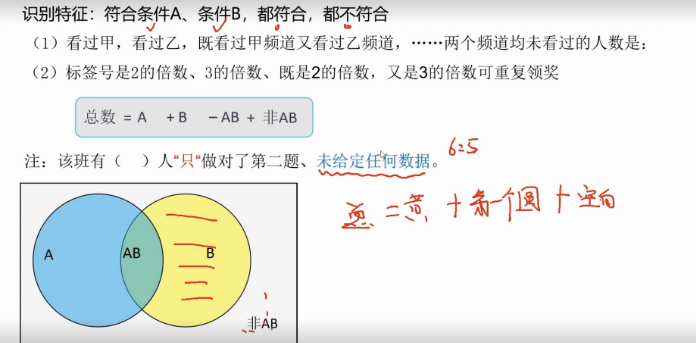 识别特征：符合条件A、条件B，都符合，都不符合
（1）看过甲，看过乙，既看过甲频道又看过乙频道，……两个频道均未看过的人数是：
（2）标签号是2的倍数、3的倍数、既是2的倍数，又是3的倍数可重复领奖
总数 = A + B - AB + 非AB
注：该班有（ ）人“只”做对了第二题、未给定任何数据。
= 黄 + 另一个圆 + 空白
A AB B
非AB